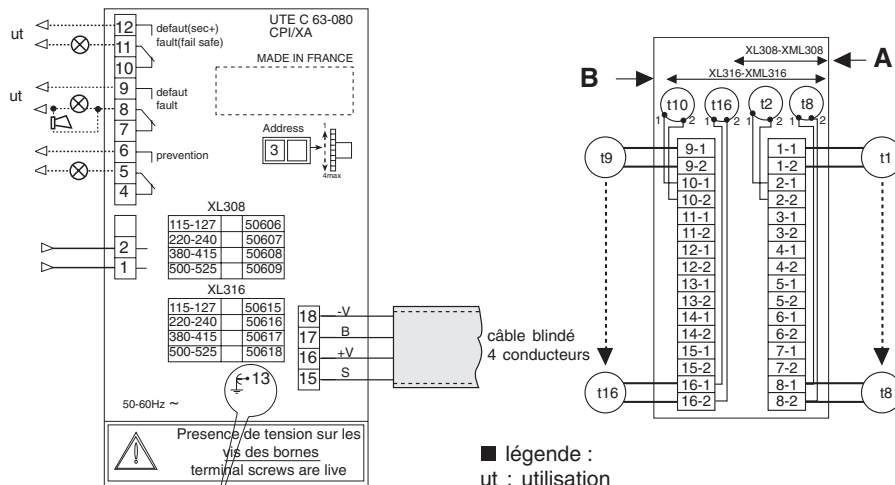 UTE C 63-080
CPI/XA
MADE IN FRANCE
ut
12
defaut(sec+)
11
fault(fail safe)
10
ut
9
defaut
8
fault
7
6
prevention
5
4
Address
3
1
4max
2
1
XL308
115-127 50606
220-240 50607
380-415 50608
500-525 50609
XL316
115-127 50615
220-240 50616
380-415 50617
500-525 50618
18 -V
17 B
16 +V
15 S
câble blindé
4 conducteurs
13
50-60Hz ~
Presence de tension sur les
vis des bornes
terminal screws are live
XL308-XML308
A
B
XL316-XML316
t10 t16 t2 t8
1 2 1 2 1 2 1 2
t9
t1
9-1 1-1
9-2 1-2
10-1 2-1
10-2 2-2
11-1 3-1
11-2 3-2
12-1 4-1
12-2 4-2
13-1 5-1
13-2 5-2
14-1 6-1
14-2 6-2
15-1 7-1
15-2 7-2
16-1 8-1
16-2 8-2
t16
t8
■ légende :
ut : utilisation